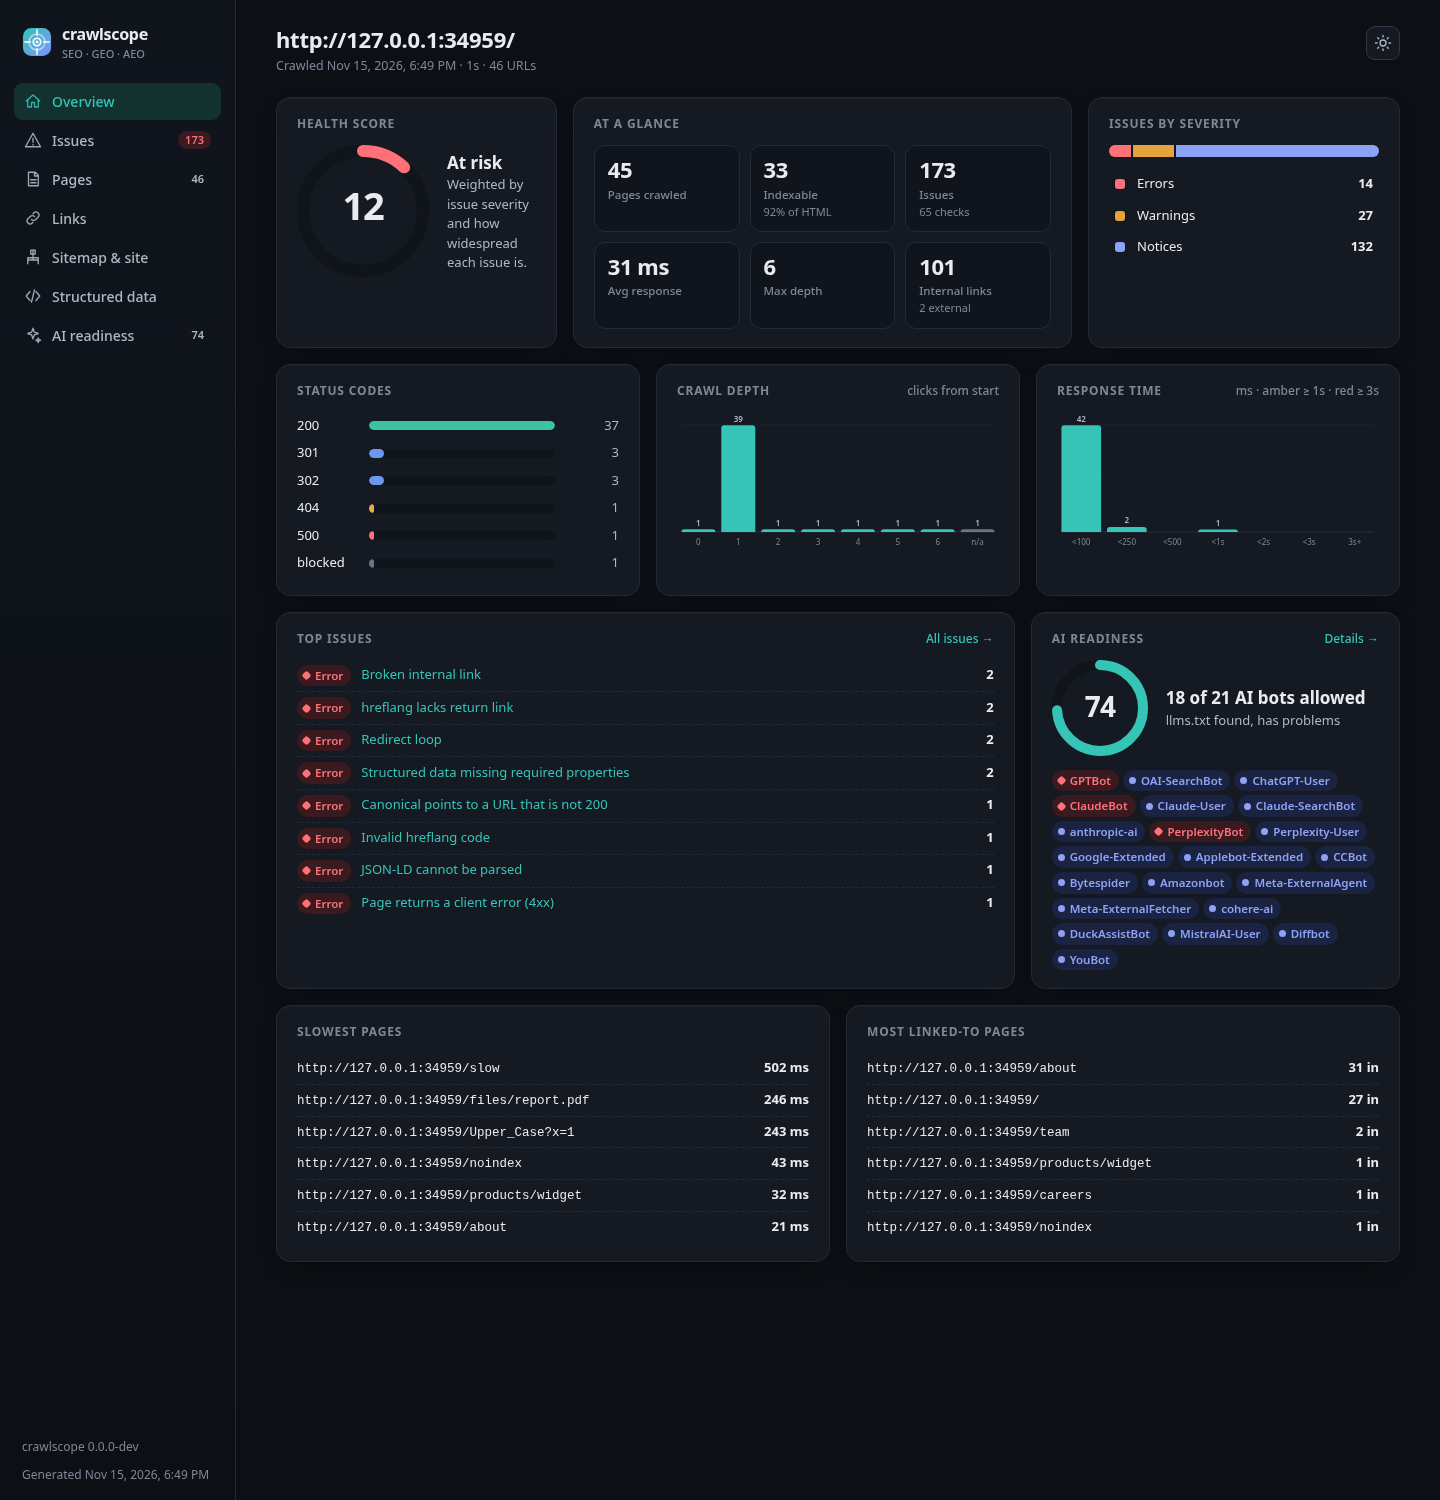 crawlscope
SEO · GEO · AEO
Overview
Issues 173
Pages 46
Links
Sitemap & site
Structured data
AI readiness 74
crawlscope 0.0.0-dev
Generated Nov 15, 2026, 6:49 PM
http://127.0.0.1:34959/
Crawled Nov 15, 2026, 6:49 PM · 1s · 46 URLs
HEALTH SCORE
12
At risk
Weighted by
issue severity
and how
widespread
each issue is.
AT A GLANCE
45
Pages crawled
33
Indexable
92% of HTML
173
Issues
65 checks
31 ms
Avg response
6
Max depth
101
Internal links
2 external
ISSUES BY SEVERITY
Errors 14
Warnings 27
Notices 132
STATUS CODES
200 37
301 3
302 3
404 1
500 1
blocked 1
CRAWL DEPTH clicks from start
39
1 1 1 1 1 1 1
0 1 2 3 4 5 6 n/a
RESPONSE TIME ms · amber ≥ 1s · red ≥ 3s
42
2 1
<100 <250 <500 <1s <2s <3s 3s+
TOP ISSUES All issues →
Error Broken internal link 2
Error hreflang lacks return link 2
Error Redirect loop 2
Error Structured data missing required properties 2
Error Canonical points to a URL that is not 200 1
Error Invalid hreflang code 1
Error JSON-LD cannot be parsed 1
Error Page returns a client error (4xx) 1
AI READINESS Details →
74
18 of 21 AI bots allowed
llms.txt found, has problems
GPTBot OAI-SearchBot ChatGPT-User
ClaudeBot Claude-User Claude-SearchBot
anthropic-ai PerplexityBot Perplexity-User
Google-Extended Applebot-Extended CCBot
Bytespider Amazonbot Meta-ExternalAgent
Meta-ExternalFetcher cohere-ai
DuckAssistBot MistralAI-User Diffbot
YouBot
SLOWEST PAGES
http://127.0.0.1:34959/slow 502 ms
http://127.0.0.1:34959/files/report.pdf 246 ms
http://127.0.0.1:34959/Upper_Case?x=1 243 ms
http://127.0.0.1:34959/noindex 43 ms
http://127.0.0.1:34959/products/widget 32 ms
http://127.0.0.1:34959/about 21 ms
MOST LINKED-TO PAGES
http://127.0.0.1:34959/about 31 in
http://127.0.0.1:34959/ 27 in
http://127.0.0.1:34959/team 2 in
http://127.0.0.1:34959/products/widget 1 in
http://127.0.0.1:34959/careers 1 in
http://127.0.0.1:34959/noindex 1 in